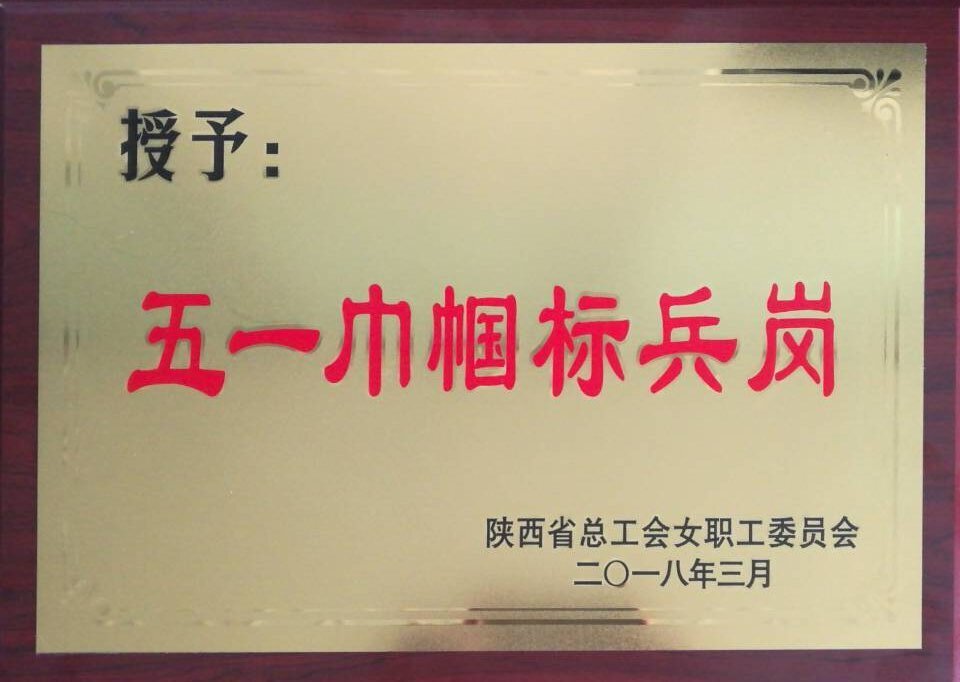 授予：
五一巾帼标兵岗
陕西省总工会女职工委员会
二〇一八年三月